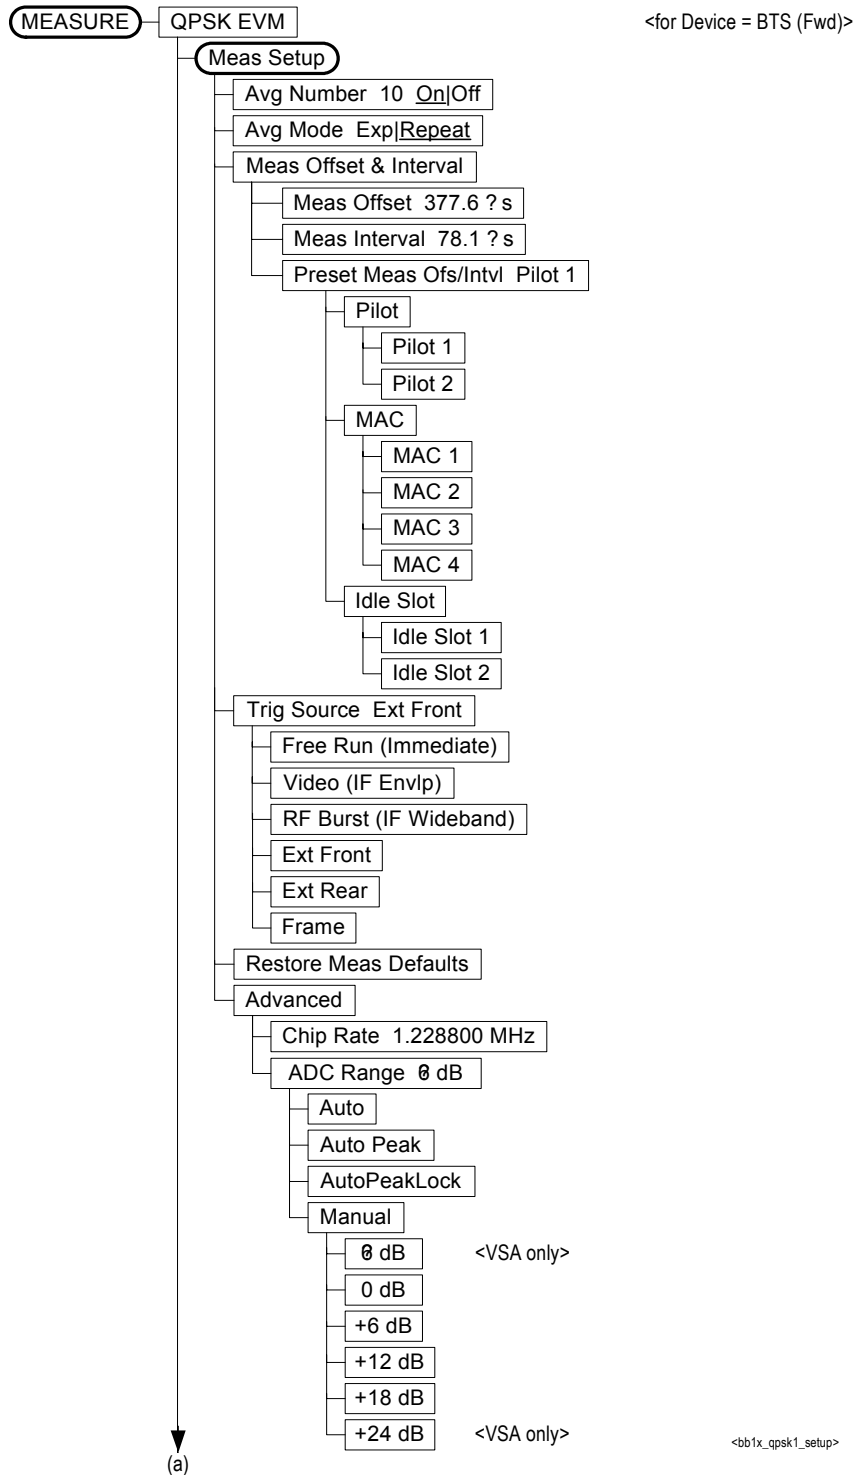 MEASURE QPSK EVM <for Device = BTS (Fwd)>
Meas Setup
Avg Number 10 On|Off
Avg Mode Exp|Repeat
Meas Offset & Interval
Meas Offset 377.6 ? s
Meas Interval 78.1 ? s
Preset Meas Ofs/Intvl Pilot 1
Pilot
Pilot 1
Pilot 2
MAC
MAC 1
MAC 2
MAC 3
MAC 4
Idle Slot
Idle Slot 1
Idle Slot 2
Trig Source Ext Front
Free Run (Immediate)
Video (IF Envlp)
RF Burst (IF Wideband)
Ext Front
Ext Rear
Frame
Restore Meas Defaults
Advanced
Chip Rate 1.228800 MHz
ADC Range dB
Auto
Auto Peak
AutoPeakLock
Manual
dB <VSA only>
0 dB
+6 dB
+12 dB
+18 dB
+24 dB <VSA only>
<bb1x_qpsk1_setup>
(a)